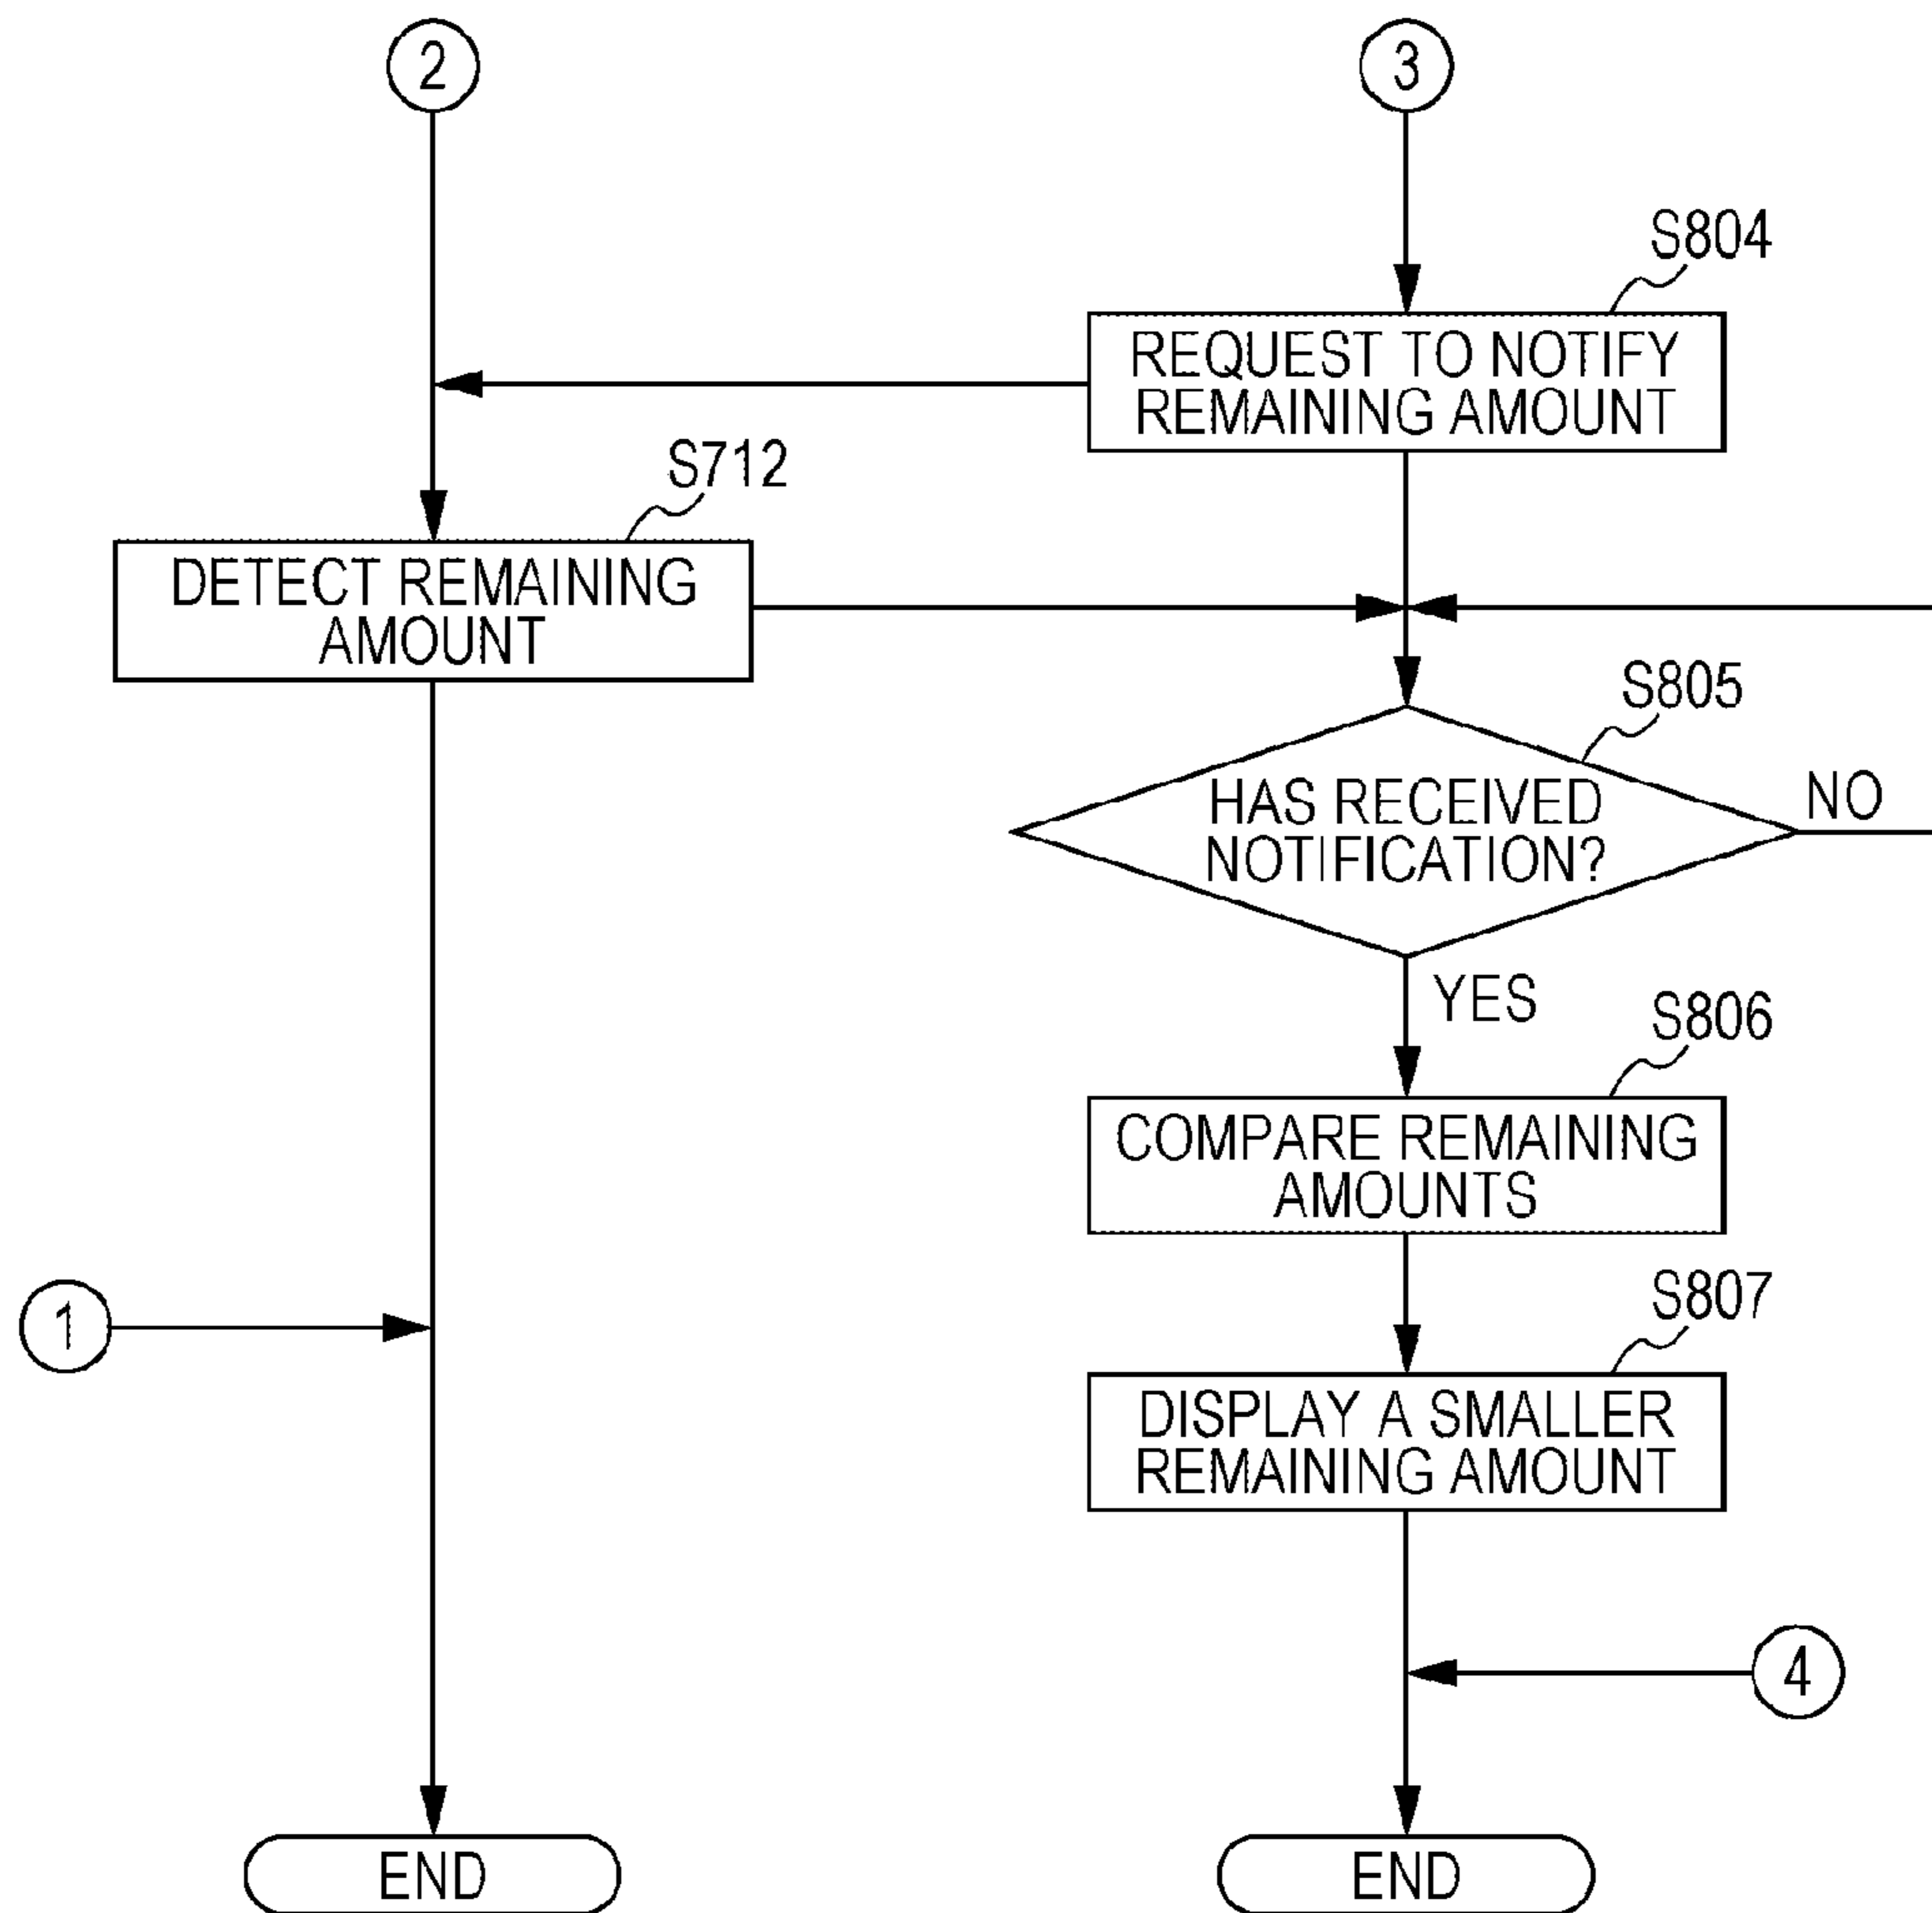 2
3
S804
REQUEST TO NOTIFY
REMAINING AMOUNT
S712
DETECT REMAINING
AMOUNT
S805
HAS RECEIVED
NOTIFICATION?
NO
YES
S806
COMPARE REMAINING
AMOUNTS
S807
1
DISPLAY A SMALLER
REMAINING AMOUNT
4
END
END